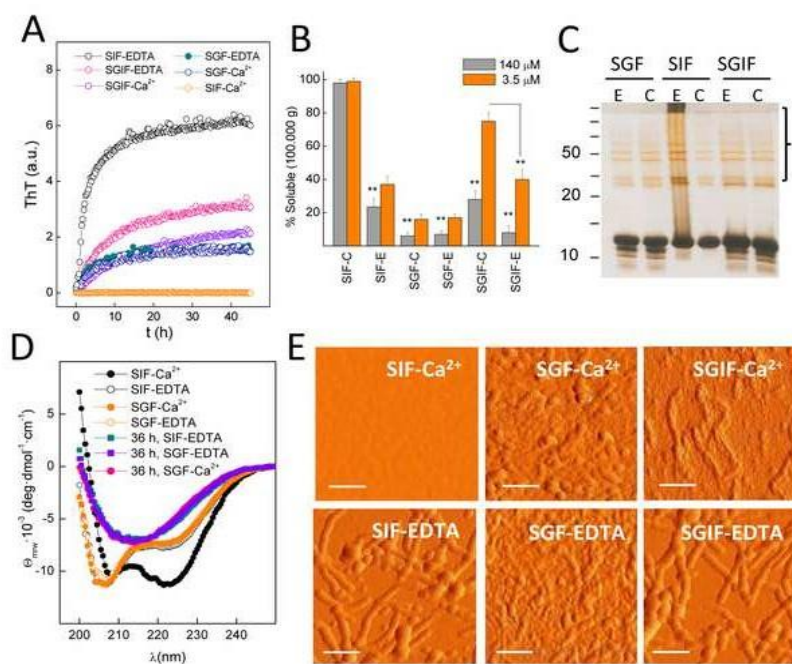 A
SIF-EDTA
SGIF-EDTA
SGIF-Ca²⁺
SGF-EDTA
SGF-Ca²⁺
SIF-Ca²⁺
ThT (a.u.)
8
6
4
2
0
0 10 20 30 40
t (h)
B
140 μM
3.5 μM
% Soluble (100.000 g)
100
80
60
40
20
** ** ** ** ** **
SIF-C SIF-E SGF-C SGF-E SGIF-C SGIF-E
C
SGF SIF SGIF
E C E C E C
50
20
10
D
SIF-Ca²⁺
SIF-EDTA
SGF-Ca²⁺
SGF-EDTA
36 h, SIF-EDTA
36 h, SGF-EDTA
36 h, SGF-Ca²⁺
Θmrw·10⁻³ (deg·dmol⁻¹·cm⁻¹)
5
0
-5
-10
200 210 220 230 240
λ(nm)
E
SIF-Ca²⁺ SGF-Ca²⁺ SGIF-Ca²⁺
SIF-EDTA SGF-EDTA SGIF-EDTA